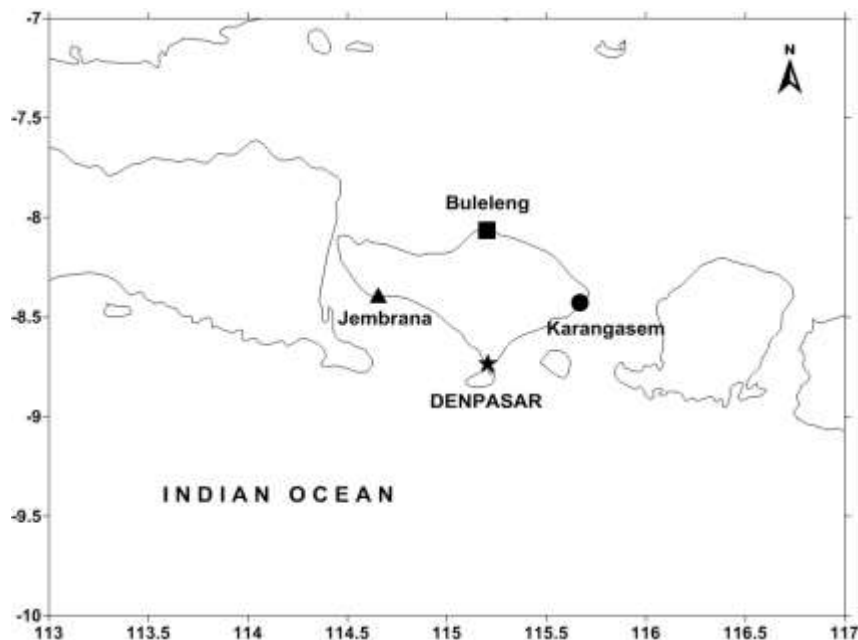 -7
N
-7.5
Buleleng
-8
Jembrana
Karangasem
-8.5
DENPASAR
-9
INDIAN OCEAN
-9.5
-10
113 113.5 114 114.5 115 115.5 116 116.5 117